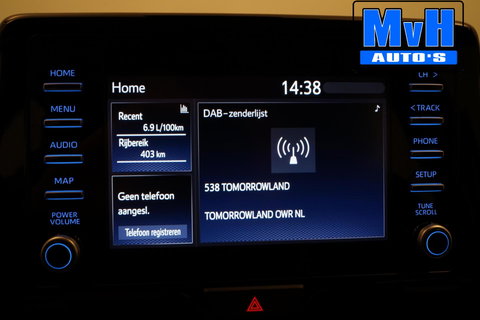 MvH
AUTO'S
HOME
MENU
AUDIO
MAP
POWER
VOLUME
Home
14:38
Recent
6.9 L/100km
Rijbereik
403 km
Geen telefoon
aangesl.
Telefoon registreren
DAB-zenderlijst
538 TOMORROWLAND
TOMORROWLAND OWR NL
CH >
< TRACK
PHONE
SETUP
TUNE
SCROLL